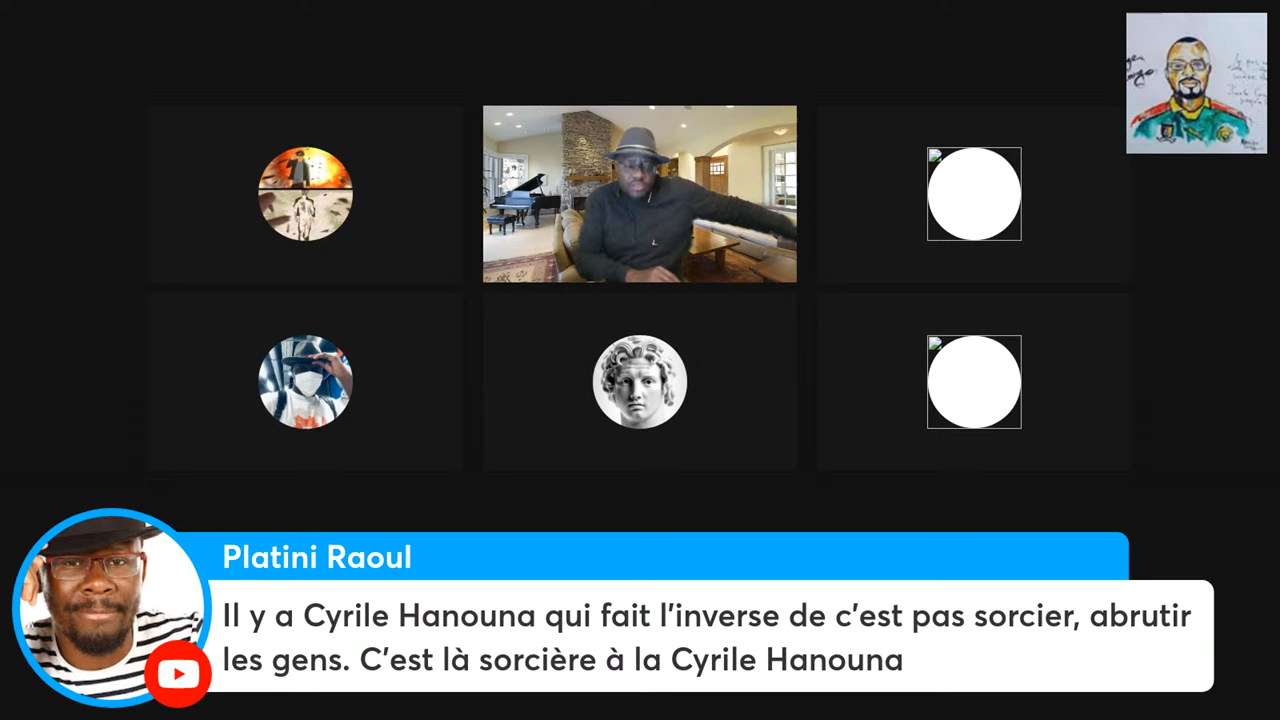 Platini Raoul
Il y a Cyrile Hanouna qui fait l'inverse de c'est pas sorcier, abrutir
les gens. C'est là sorcière à la Cyrile Hanouna